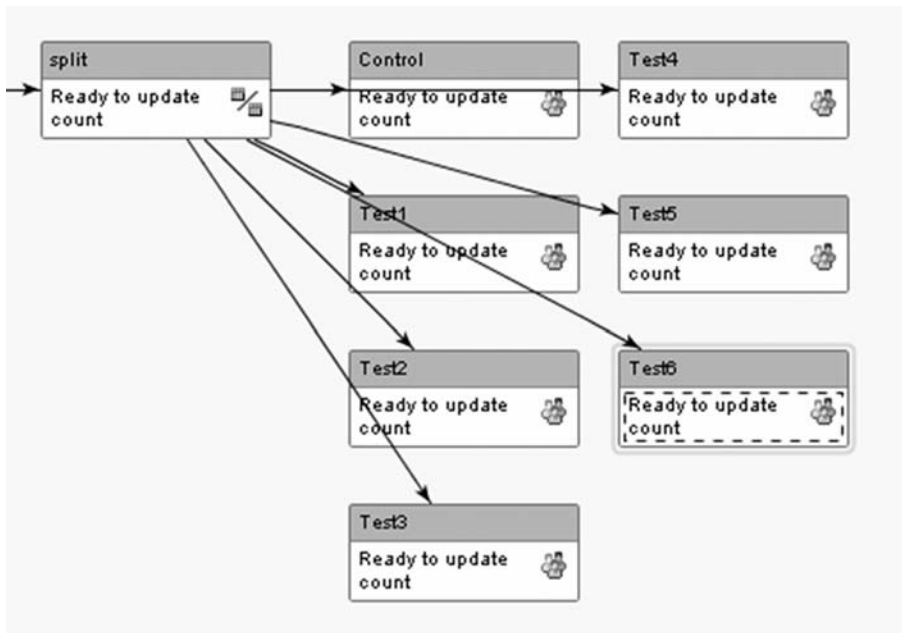 split
Ready to update
count
Control
Ready to update
count
Test4
Ready to update
count
Test1
Ready to update
count
Test5
Ready to update
count
Test2
Ready to update
count
Test6
Ready to update
count
Test3
Ready to update
count